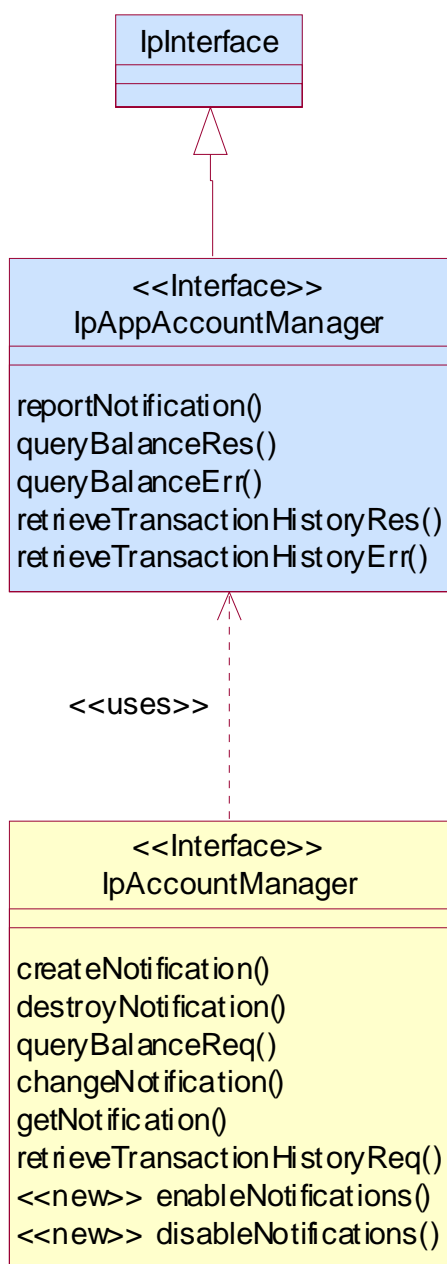 IpInterface
<<Interface>>
IpAppAccountManager
reportNotification()
queryBalanceRes()
queryBalanceErr()
retrieveTransactionHistoryRes()
retrieveTransactionHistoryErr()
<<uses>>
<<Interface>>
IpAccountManager
createNotification()
destroyNotification()
queryBalanceReq()
changeNotification()
getNotification()
retrieveTransactionHistoryReq()
<<new>> enableNotifications()
<<new>> disableNotifications()